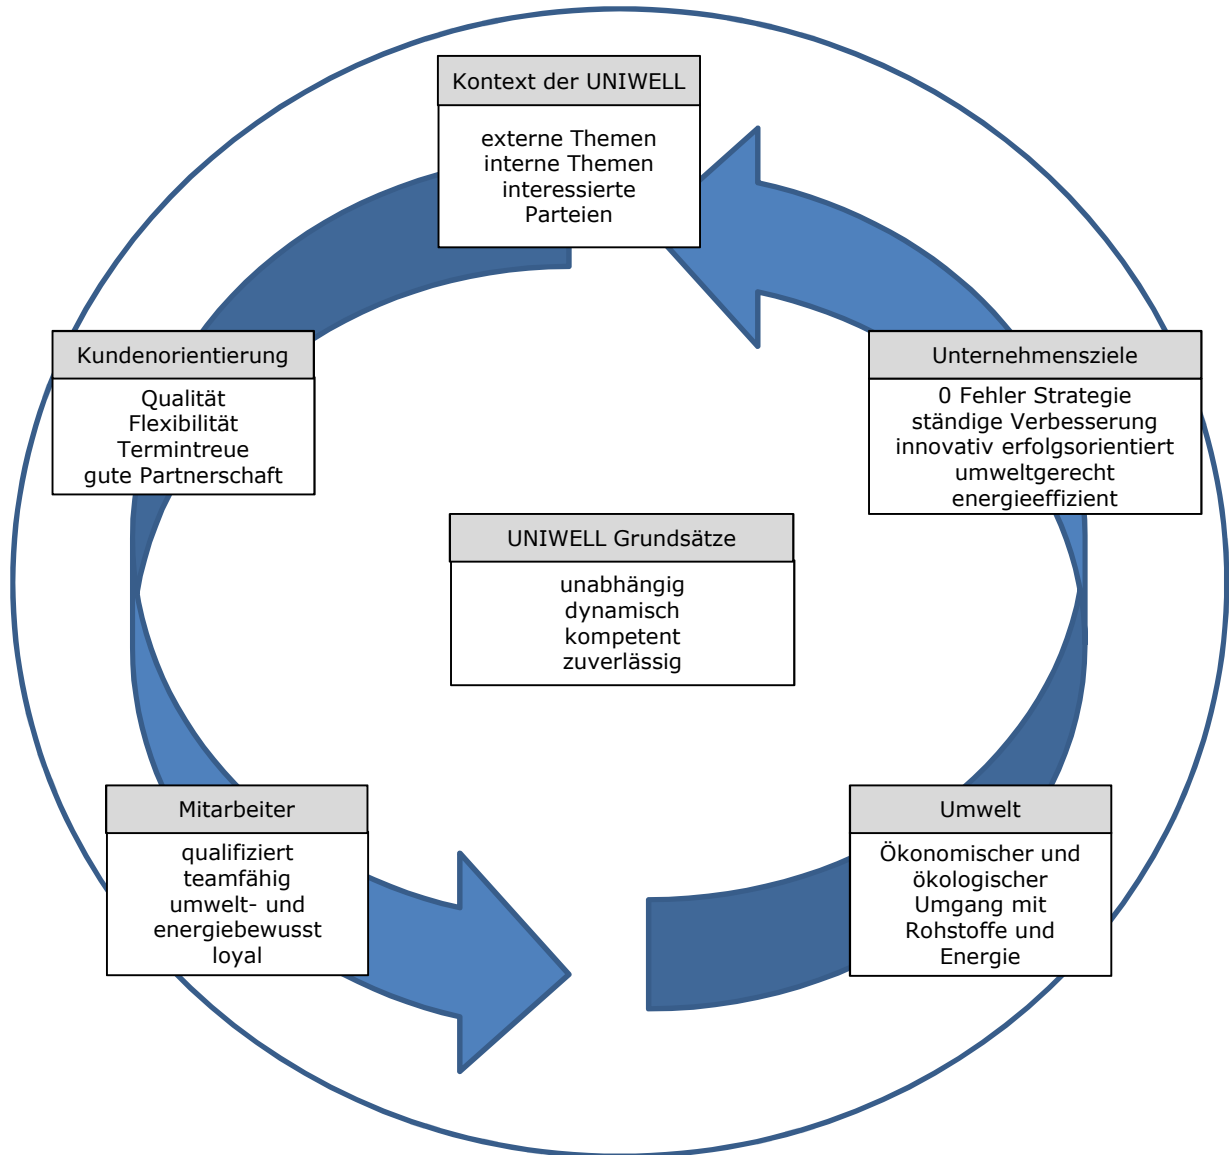 Kontext der UNIWELL
externe Themen
interne Themen
interessierte
Parteien
Kundenorientierung
Qualität
Flexibilität
Termintreue
gute Partnerschaft
Unternehmensziele
0 Fehler Strategie
ständige Verbesserung
innovativ erfolgsorientiert
umweltgerecht
energieeffizient
UNIWELL Grundsätze
unabhängig
dynamisch
kompetent
zuverlässig
Mitarbeiter
qualifiziert
teamfähig
umwelt- und
energiebewusst
loyal
Umwelt
Ökonomischer und
ökologischer
Umgang mit
Rohstoffe und
Energie